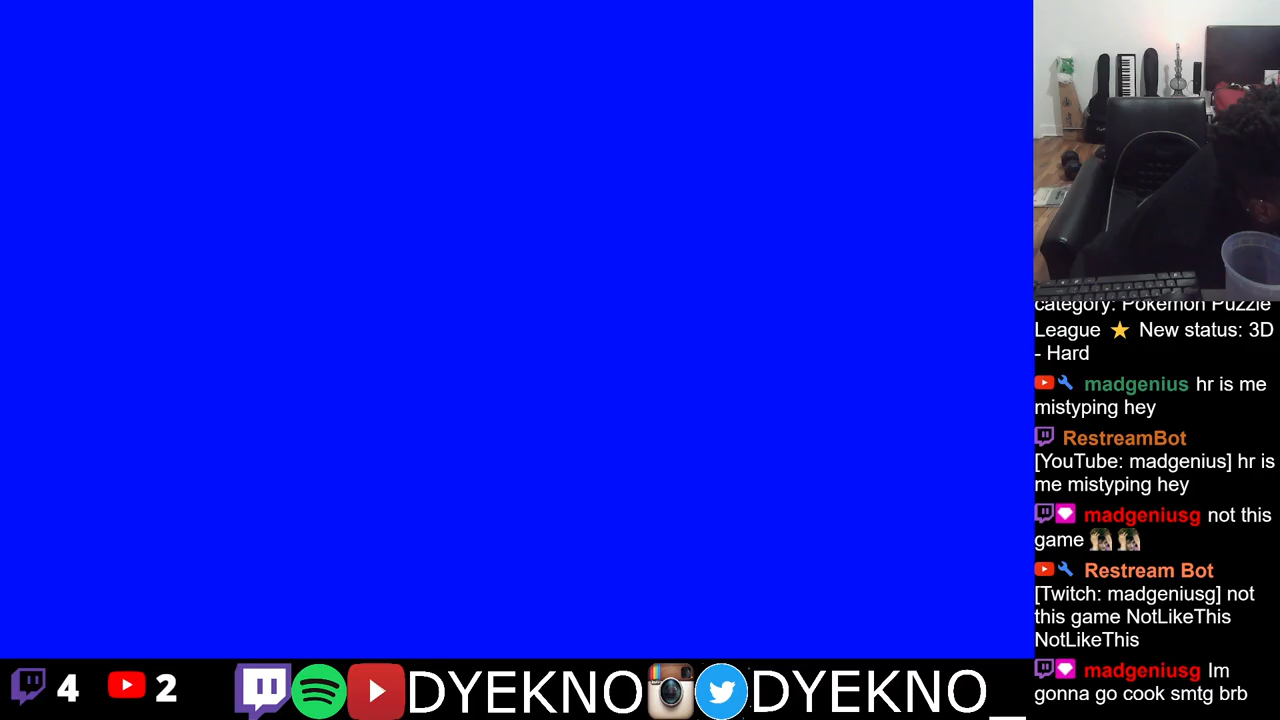 category: Pokemon Puzzle
League ⭐ New status: 3D
- Hard
madgenius hr is me
mistyping hey
RestreamBot
[YouTube: madgenius] hr is
me mistyping hey
madgeniusg not this
game
Restream Bot
[Twitch: madgeniusg] not
this game NotLikeThis
NotLikeThis
madgeniusg Im
gonna go cook smtg brb
4 2 DYEKNO DYEKNO_